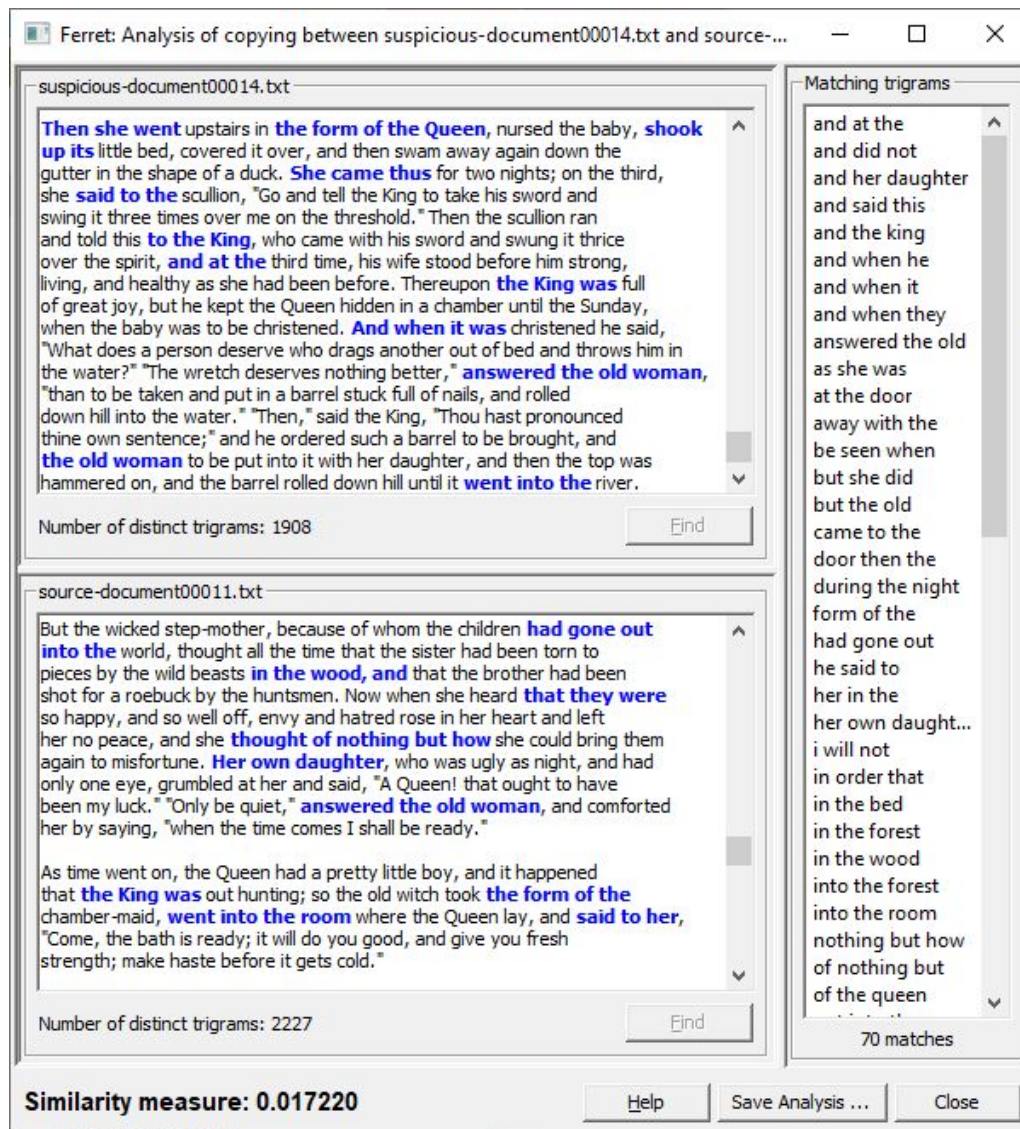 Ferret: Analysis of copying between suspicious-document00014.txt and source-...
suspicious-document00014.txt
Then she went upstairs in the form of the Queen, nursed the baby, shook
up its little bed, covered it over, and then swam away again down the
gutter in the shape of a duck. She came thus for two nights; on the third,
she said to the scullion, "Go and tell the King to take his sword and
swing it three times over me on the threshold." Then the scullion ran
and told this to the King, who came with his sword and swung it thrice
over the spirit, and at the third time, his wife stood before him strong,
living, and healthy as she had been before. Thereupon the King was full
of great joy, but he kept the Queen hidden in a chamber until the Sunday,
when the baby was to be christened. And when it was christened he said,
"What does a person deserve who drags another out of bed and throws him in
the water?" "The wretch deserves nothing better," answered the old woman,
"than to be taken and put in a barrel stuck full of nails, and rolled
down hill into the water." "Then," said the King, "Thou hast pronounced
thine own sentence;" and he ordered such a barrel to be brought, and
the old woman to be put into it with her daughter, and then the top was
hammered on, and the barrel rolled down hill until it went into the river.
Number of distinct trigrams: 1908
Find
source-document00011.txt
But the wicked step-mother, because of whom the children had gone out
into the world, thought all the time that the sister had been torn to
pieces by the wild beasts in the wood, and that the brother had been
shot for a roebuck by the huntsmen. Now when she heard that they were
so happy, and so well off, envy and hatred rose in her heart and left
her no peace, and she thought of nothing but how she could bring them
again to misfortune. Her own daughter, who was ugly as night, and had
only one eye, grumbled at her and said, "A Queen! that ought to have
been my luck." "Only be quiet," answered the old woman, and comforted
her by saying, "when the time comes I shall be ready."
As time went on, the Queen had a pretty little boy, and it happened
that the King was out hunting; so the old witch took the form of the
chamber-maid, went into the room where the Queen lay, and said to her,
"Come, the bath is ready; it will do you good, and give you fresh
strength; make haste before it gets cold."
Number of distinct trigrams: 2227
Find
Matching trigrams
and at the
and did not
and her daughter
and said this
and the king
and when he
and when it
and when they
answered the old
as she was
at the door
away with the
be seen when
but she did
but the old
came to the
door then the
during the night
form of the
had gone out
he said to
her in the
her own daught...
i will not
in order that
in the bed
in the forest
in the wood
into the forest
into the room
nothing but how
of nothing but
of the queen
70 matches
Similarity measure: 0.017220
Help
Save Analysis ...
Close